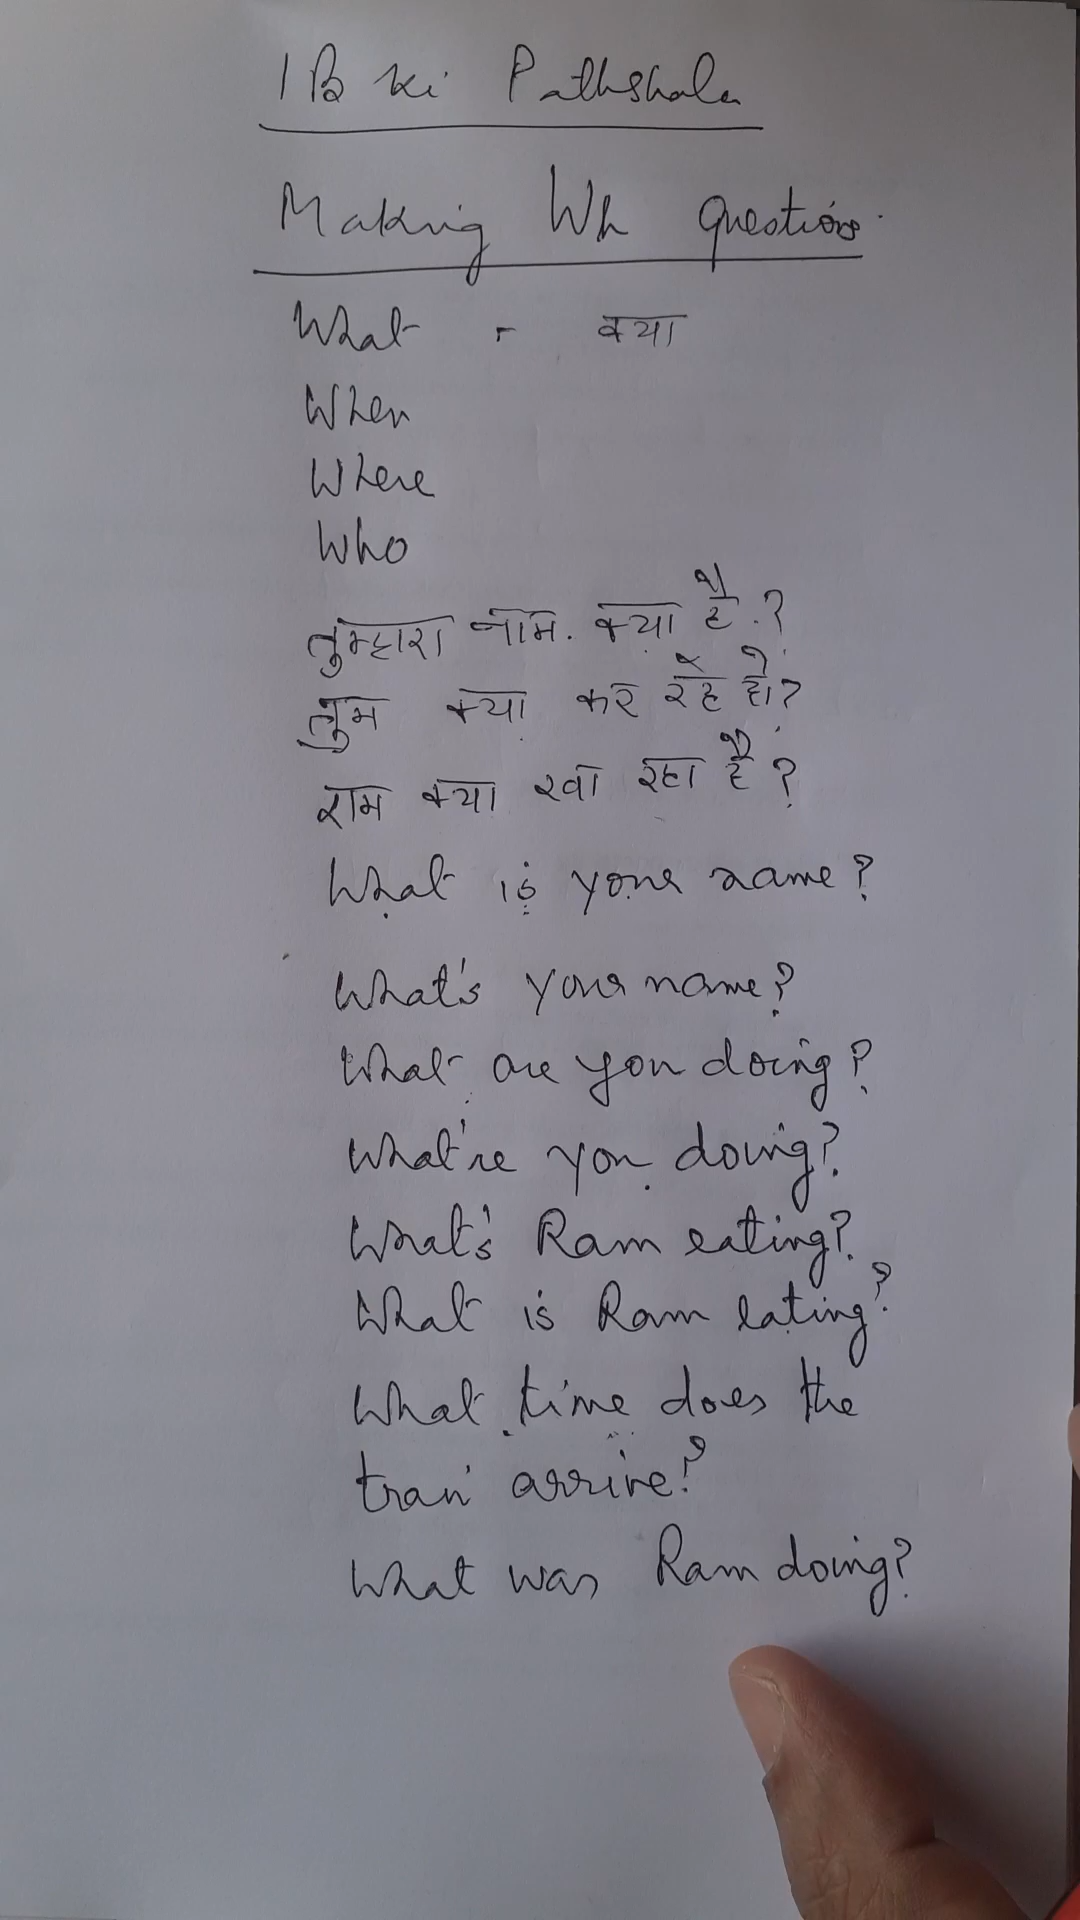 IB ki Pathshala
Making Wh questions
What - क्या
When
Where
Who
तुम्हारा नाम क्या है ?
तुम क्या कर रहे हो?
राम क्या खा रहा है ?
What is your name?
What's your name?
What are you doing?
What're you doing?
What's Ram eating?
What is Ram eating?
What time does the
train arrive?
What was Ram doing?